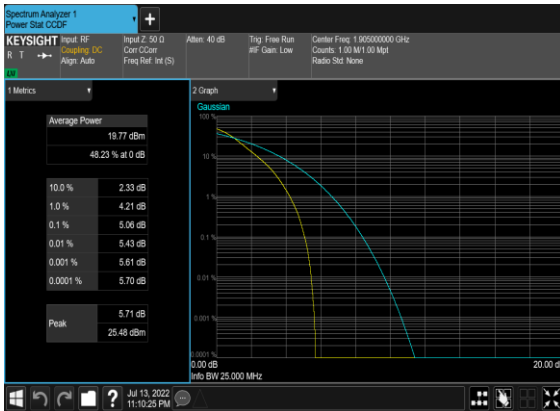 Spectrum Analyzer 1
Power Stat CCDF
KEYSIGHT
R T
LM
Input: RF
Coupling: DC
Align: Auto
Input Z: 50 Ω
Corr CCorr
Freq Ref: Int (S)
Atten: 40 dB
Trig: Free Run
#IF Gain: Low
Center Freq: 1.905000000 GHz
Counts: 1.00 M/1.00 Mpt
Radio Std: None
1 Metrics
Average Power
19.77 dBm
48.23 % at 0 dB
10.0 % 2.33 dB
1.0 % 4.21 dB
0.1 % 5.06 dB
0.01 % 5.43 dB
0.001 % 5.61 dB
0.0001 % 5.70 dB
Peak
5.71 dB
25.48 dBm
2 Graph
Gaussian
100 %
10 %
1 %
0.1 %
0.01 %
0.001 %
0.0001 %
0.00 dB
20.00 d
Info BW 25.000 MHz
?
Jul 13, 2022
11:10:25 PM